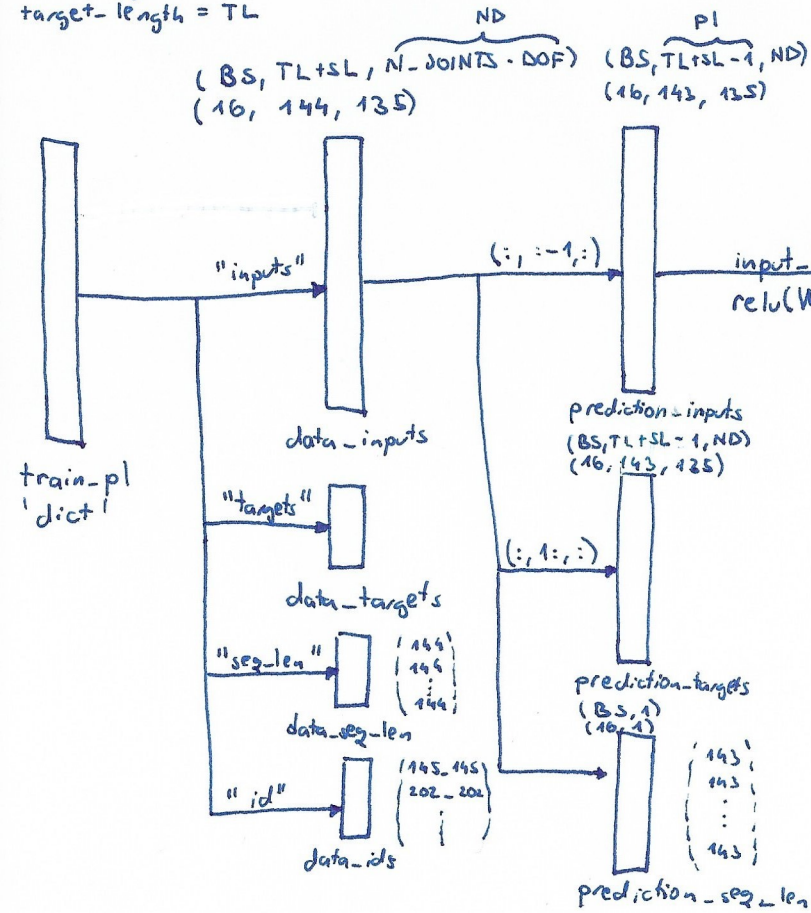 target_length = TL
ND
pl
(BS, TL+SL, N_JOINTS·DOF)
(BS, TL+SL-1, ND)
(16, 144, 135)
(16, 143, 135)
"inputs"
(:, :-1, :)
input_
relu(W
data_inputs
prediction_inputs
(BS, TL+SL-1, ND)
(16, 143, 135)
train_pl
'dict'
"targets"
(:, 1:, :)
data_targets
"seq_len"
144
144
⋮
144
data_seq_len
prediction_targets
(BS, 1)
(16, 1)
"id"
145_145
202_202
⋮
data_ids
143
143
⋮
143
prediction_seq_len